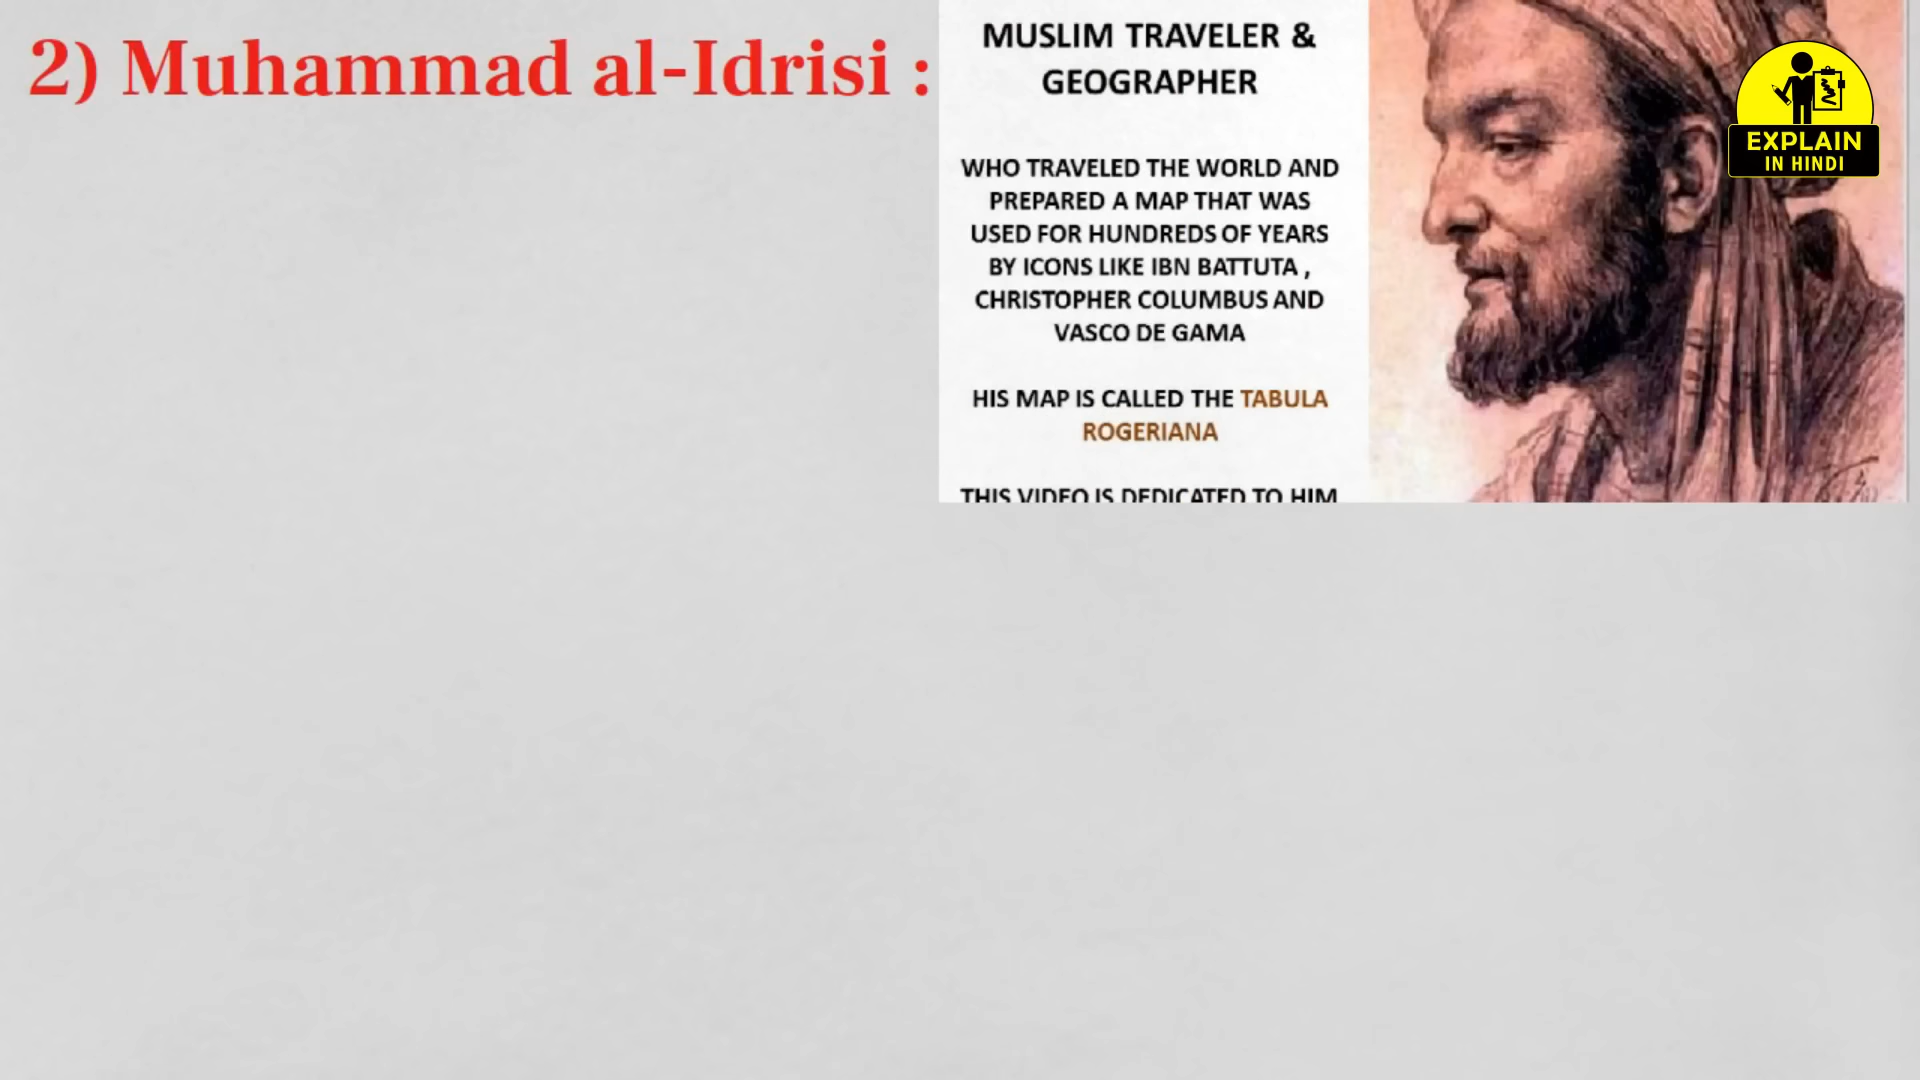 2) Muhammad al-Idrisi :
MUSLIM TRAVELER &
GEOGRAPHER
WHO TRAVELED THE WORLD AND
PREPARED A MAP THAT WAS
USED FOR HUNDREDS OF YEARS
BY ICONS LIKE IBN BATTUTA ,
CHRISTOPHER COLUMBUS AND
VASCO DE GAMA
HIS MAP IS CALLED THE TABULA
ROGERIANA
THIS VIDEO IS DEDICATED TO HIM
EXPLAIN
IN HINDI